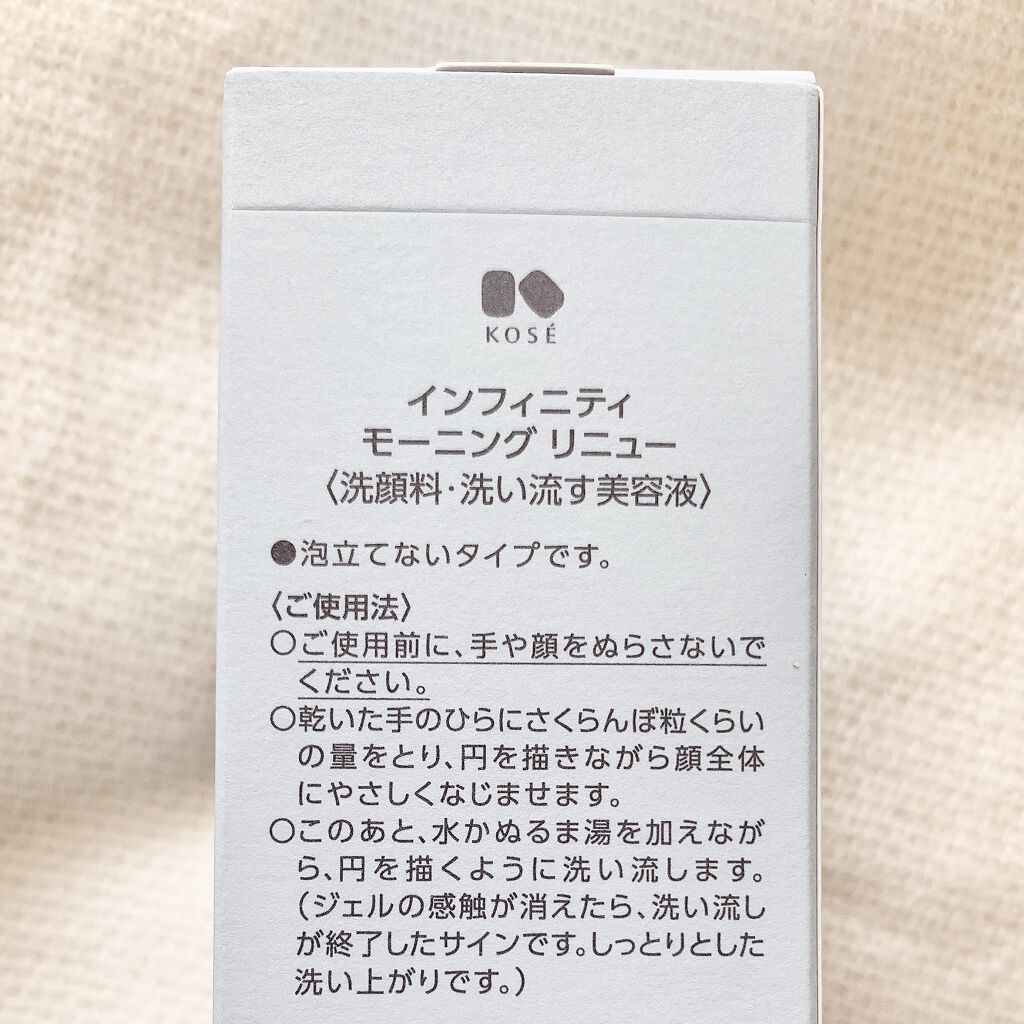 KOSÉ
インフィニティ
モーニング リニュー
〈洗顔料·洗い流す美容液〉
●泡立てないタイプです。
〈ご使用法〉
○ご使用前に、手や顔をぬらさないで
ください。
○乾いた手のひらにさくらんぼ粒くらい
の量をとり、円を描きながら顔全体
にやさしくなじませます。
○このあと、水かぬるま湯を加えなが
ら、円を描くように洗い流します。
(ジェルの感触が消えたら、洗い流し
が終了したサインです。しっとりとした
洗い上がりです。)